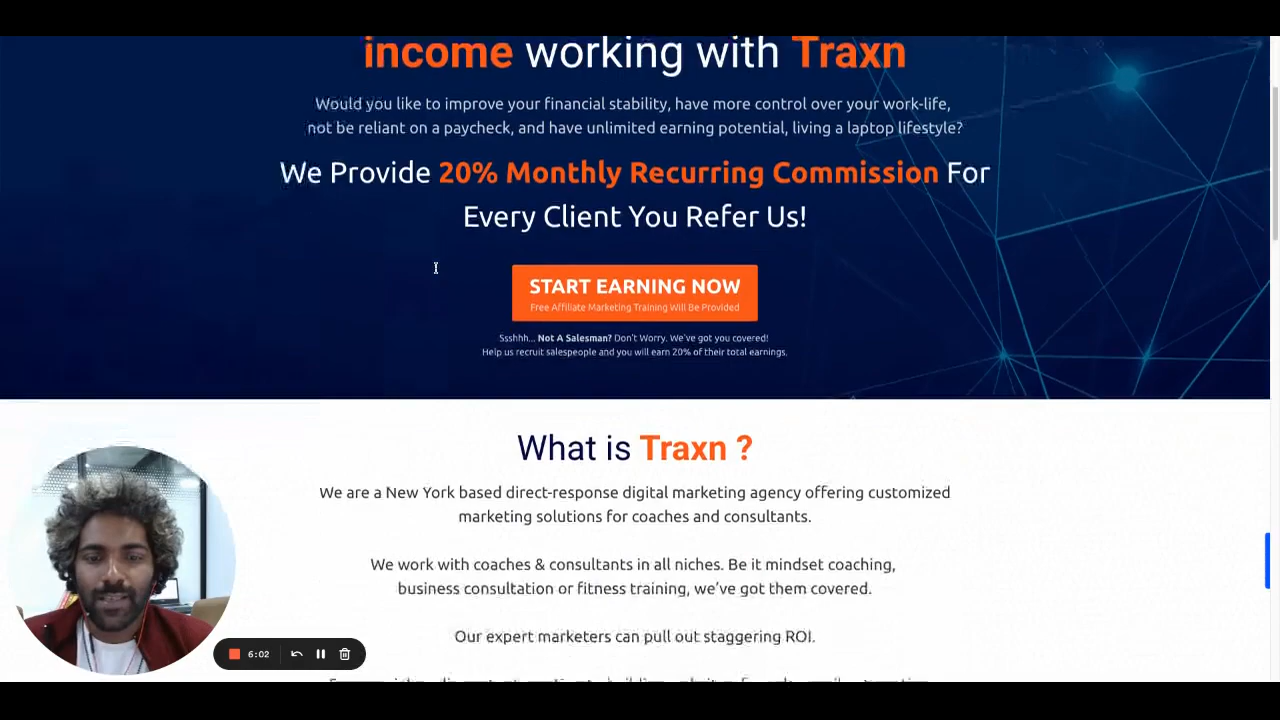 income working with Traxn
Would you like to improve your financial stability, have more control over your work-life,
not be reliant on a paycheck, and have unlimited earning potential, living a laptop lifestyle?
We Provide 20% Monthly Recurring Commission For
Every Client You Refer Us!
START EARNING NOW
Free Affiliate Marketing Training Will Be Provided
Ssshhh... Not A Salesman? Don't Worry. We've got you covered!
Help us recruit salespeople and you will earn 20% of their total earnings.
What is Traxn ?
We are a New York based direct-response digital marketing agency offering customized
marketing solutions for coaches and consultants.
We work with coaches & consultants in all niches. Be it mindset coaching,
business consultation or fitness training, we've got them covered.
Our expert marketers can pull out staggering ROI.
6:02